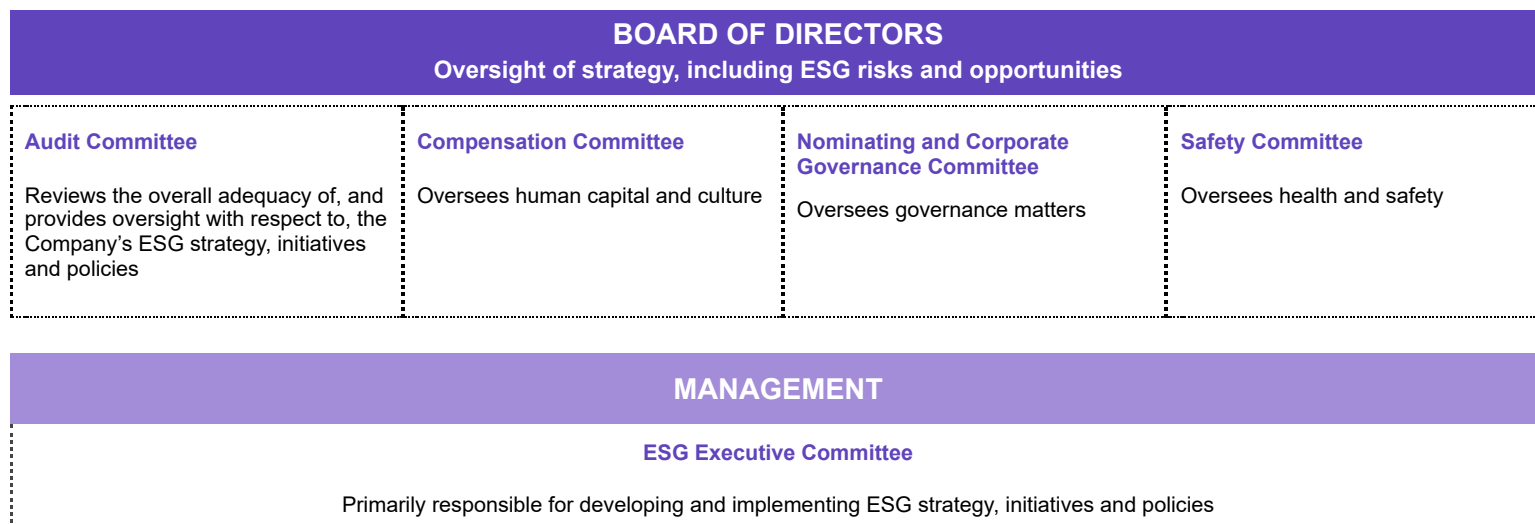 BOARD OF DIRECTORS
Oversight of strategy, including ESG risks and opportunities
Audit Committee
Reviews the overall adequacy of, and
provides oversight with respect to, the
Company’s ESG strategy, initiatives
and policies
Compensation Committee
Oversees human capital and culture
Nominating and Corporate
Governance Committee
Oversees governance matters
Safety Committee
Oversees health and safety
MANAGEMENT
ESG Executive Committee
Primarily responsible for developing and implementing ESG strategy, initiatives and policies